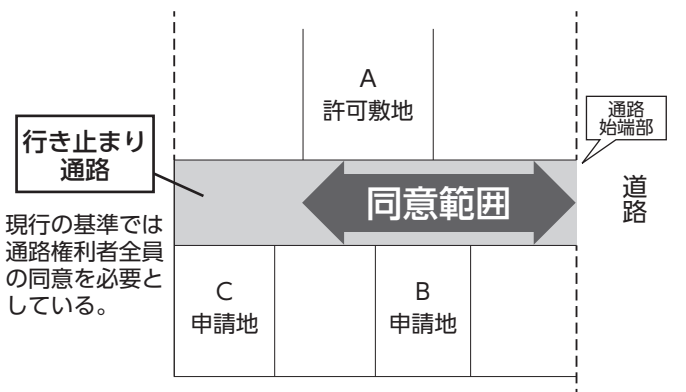 A
許可敷地
通路
始端部
行き止まり
通路
同意範囲
道路
現行の基準では
通路権利者全員
の同意を必要と
している。
C
申請地
B
申請地